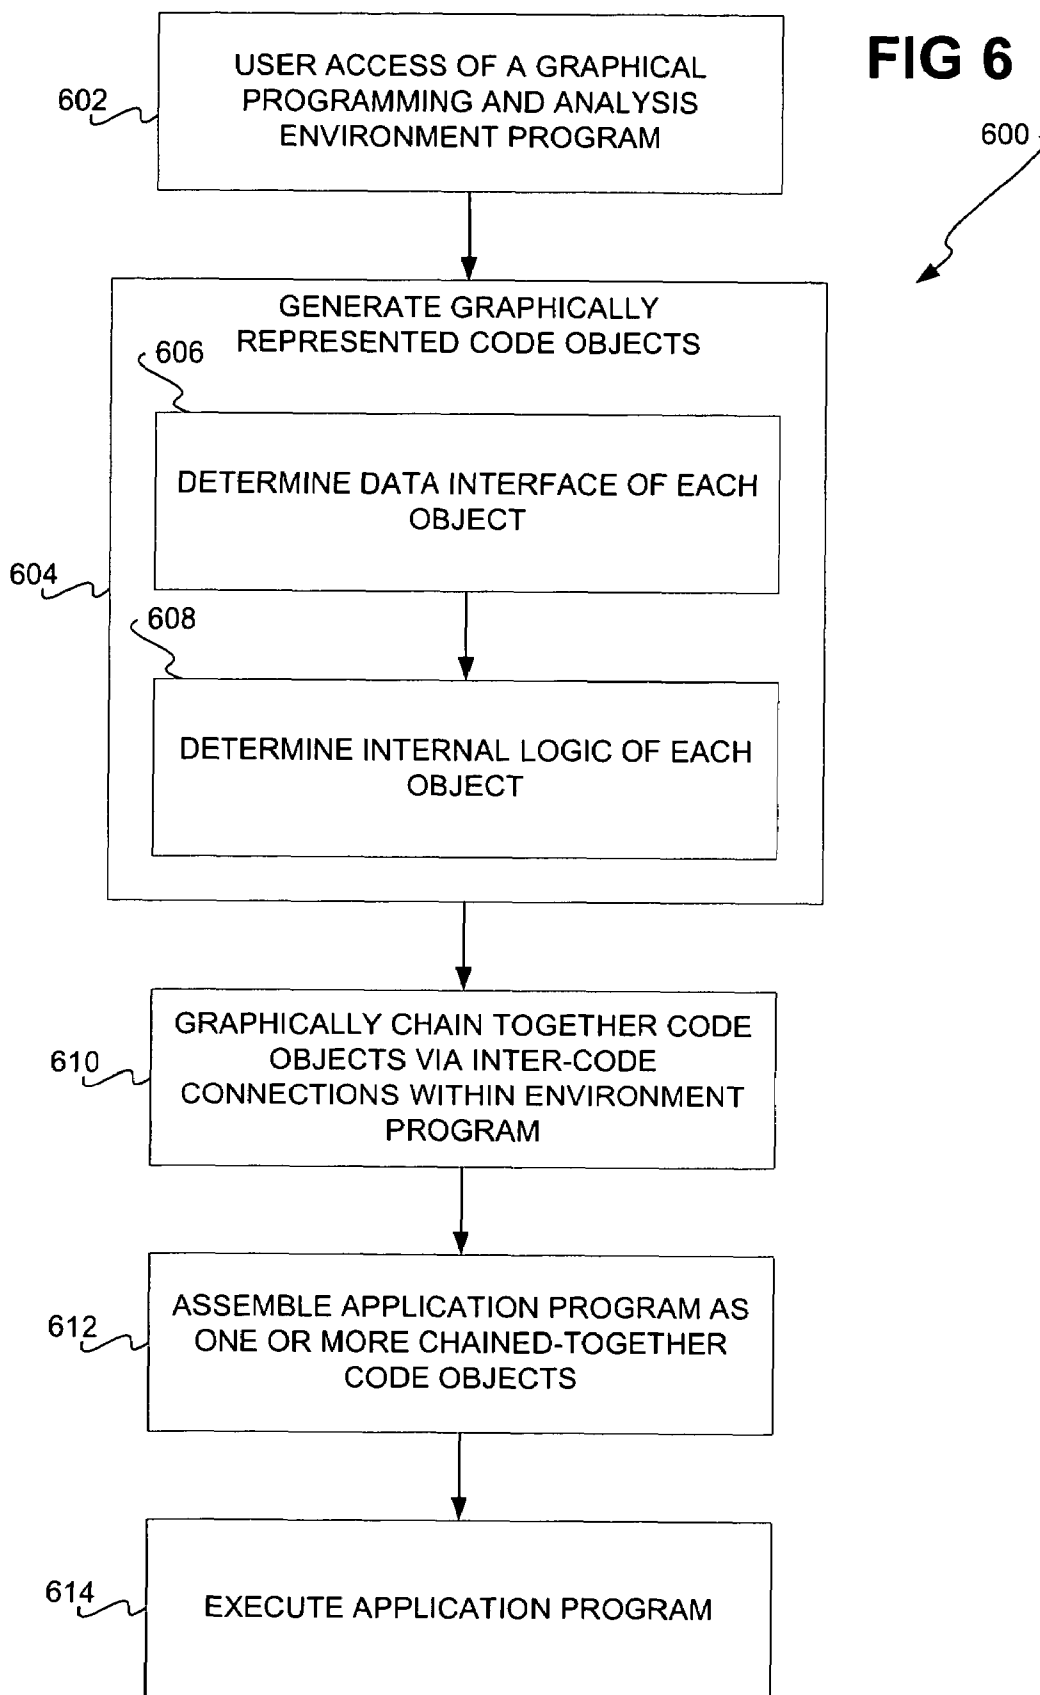 FIG 6
600
602
USER ACCESS OF A GRAPHICAL
PROGRAMMING AND ANALYSIS
ENVIRONMENT PROGRAM
604
GENERATE GRAPHICALLY
REPRESENTED CODE OBJECTS
606
DETERMINE DATA INTERFACE OF EACH
OBJECT
608
DETERMINE INTERNAL LOGIC OF EACH
OBJECT
610
GRAPHICALLY CHAIN TOGETHER CODE
OBJECTS VIA INTER-CODE
CONNECTIONS WITHIN ENVIRONMENT
PROGRAM
612
ASSEMBLE APPLICATION PROGRAM AS
ONE OR MORE CHAINED-TOGETHER
CODE OBJECTS
614
EXECUTE APPLICATION PROGRAM